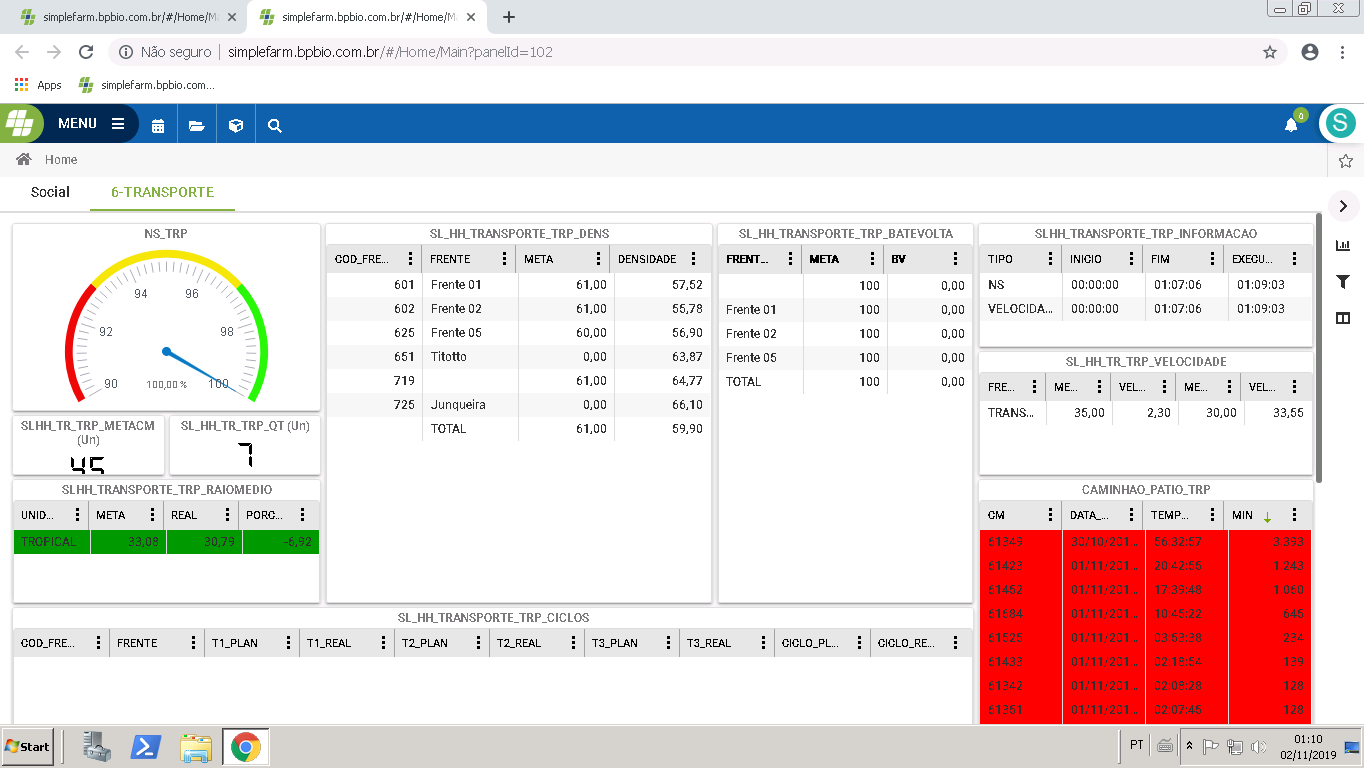 simplefarm.bpbio.com.br/#/Home/M
simplefarm.bpbio.com.br/#/Home/M
Não seguro
simplefarm.bpbio.com.br/#/Home/Main?panelId=102
Apps
simplefarm.bpbio.com...
MENU
0
S
Home
Social
6-TRANSPORTE
NS_TRP
90
92
94
96
98
100
100,00 %
SLHH_TR_TRP_METACM
(Un)
45
SL_HH_TR_TRP_QT (Un)
7
SLHH_TRANSPORTE_TRP_RAIOMEDIO
UNID... META REAL PORC...
TROPICAL 33,08 30,79 -6,92
SL_HH_TRANSPORTE_TRP_DENS
COD_FRE... FRENTE META DENSIDADE
601 Frente 01 61,00 57,52
602 Frente 02 61,00 55,78
625 Frente 05 60,00 56,90
651 Titotto 0,00 63,87
719 61,00 64,77
725 Junqueira 0,00 66,10
TOTAL 61,00 59,90
SL_HH_TRANSPORTE_TRP_BATEVOLTA
FRENT... META BV
100 0,00
Frente 01 100 0,00
Frente 02 100 0,00
Frente 05 100 0,00
TOTAL 100 0,00
SLHH_TRANSPORTE_TRP_INFORMACAO
TIPO INICIO FIM EXECU...
NS 00:00:00 01:07:06 01:09:03
VELOCIDA... 00:00:00 01:07:06 01:09:03
SL_HH_TR_TRP_VELOCIDADE
FRE... ME... VEL... ME... VEL...
TRANS... 35,00 2,30 30,00 33,55
CAMINHAO_PATIO_TRP
CM DATA_... TEMP... MIN
61349 30/10/201... 56:32:57 3.393
61423 01/11/201... 20:42:55 1.243
61452 01/11/201... 17:39:48 1.060
61684 01/11/201... 10:45:22 645
61525 01/11/201... 03:53:38 234
61433 01/11/201... 02:18:54 139
61342 01/11/201... 02:08:28 128
61351 01/11/201... 02:07:45 128
SL_HH_TRANSPORTE_TRP_CICLOS
COD_FRE... FRENTE T1_PLAN T1_REAL T2_PLAN T2_REAL T3_PLAN T3_REAL CICLO_PL... CICLO_RE...
Start
PT
01:10
02/11/2019